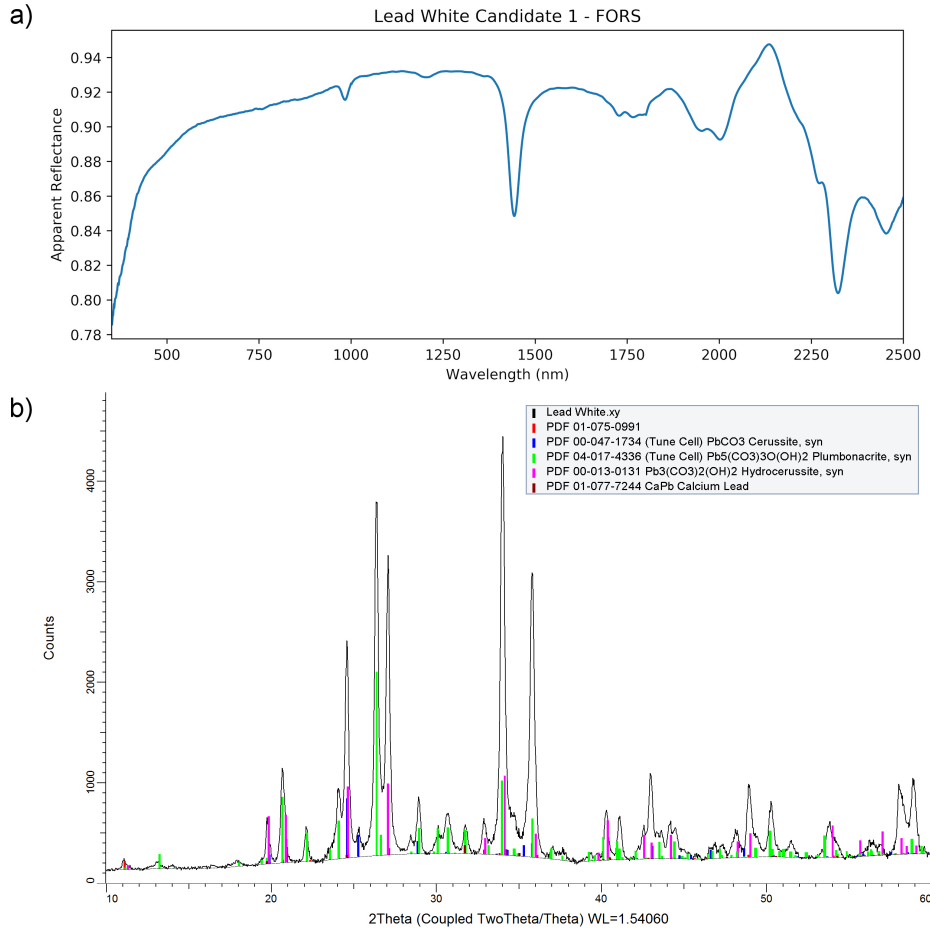 a)
Lead White Candidate 1 - FORS
Apparent Reflectance
0.94
0.92
0.90
0.88
0.86
0.84
0.82
0.80
0.78
500 750 1000 1250 1500 1750 2000 2250 2500
Wavelength (nm)
b)
Lead White.xy
PDF 01-075-0991
PDF 00-047-1734 (Tune Cell) PbCO3 Cerussite, syn
PDF 04-017-4336 (Tune Cell) Pb5(CO3)3O(OH)2 Plumbonacrite, syn
PDF 00-013-0131 Pb3(CO3)2(OH)2 Hydrocerussite, syn
PDF 01-077-7244 CaPb Calcium Lead
Counts
4000
3000
2000
1000
0
10 20 30 40 50 60
2Theta (Coupled TwoTheta/Theta) WL=1.54060